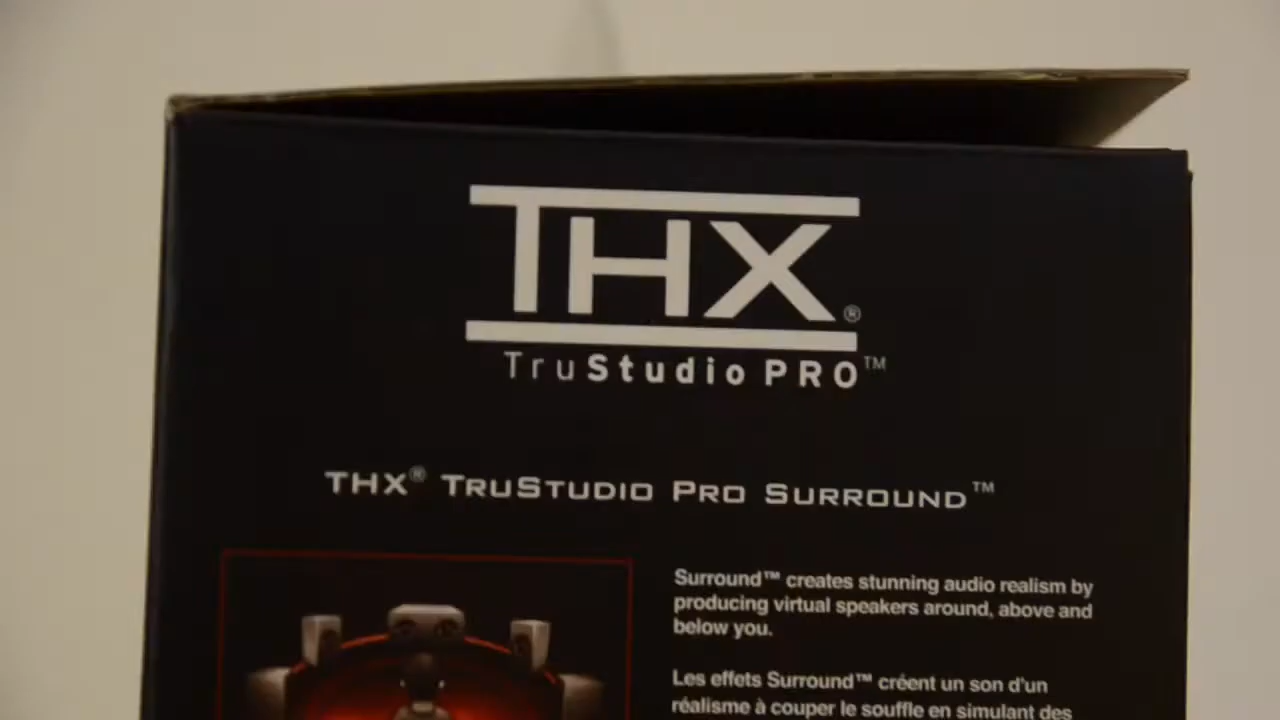 THX®
TruStudio PRO™
THX® TruStudio Pro Surround™
Surround™ creates stunning audio realism by
producing virtual speakers around, above and
below you.
Les effets Surround™ créent un son d'un
réalisme à couper le souffle en simulant des